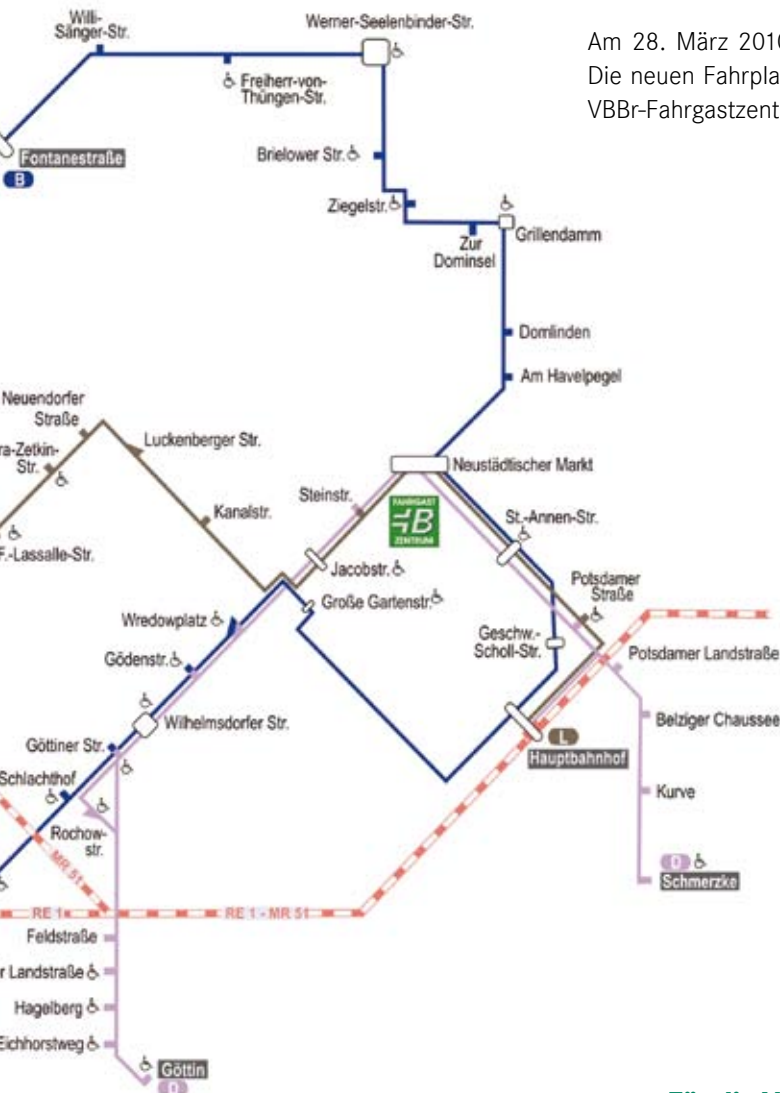 Willi-
Sänger-Str.
Werner-Seelenbinder-Str.
Am 28. März 2010
Die neuen Fahrpla
VBBr-Fahrgastzent
Freiherr-von-
Thüngen-Str.
Fontanestraße
B
Brielower Str.
Ziegelstr.
Grillendamm
Zur
Dominsel
Domlinden
Am Havelpegel
Neuendorfer
Straße
ra-Zetkin-
Str.
Luckenberger Str.
Neustädtischer Markt
Steinstr.
FAHRGAST
B
ZENTRUM
Kanalstr.
St.-Annen-Str.
F.-Lassalle-Str.
Jacobstr.
Potsdamer
Straße
Große Gartenstr.
Wredowplatz
Geschw.-
Scholl-Str.
Gödenstr.
Potsdamer Landstraße
Wilhelmsdorfer Str.
Belziger Chaussee
Göttiner Str.
L
Hauptbahnhof
Schlachthof
Kurve
Rochow-
str.
MR 51
D
Schmerzke
RE 1
RE 1 - MR 51
Feldstraße
r Landstraße
Hagelberg
Eichhorstweg
Göttin
D